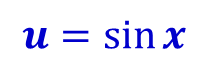 u = sin x